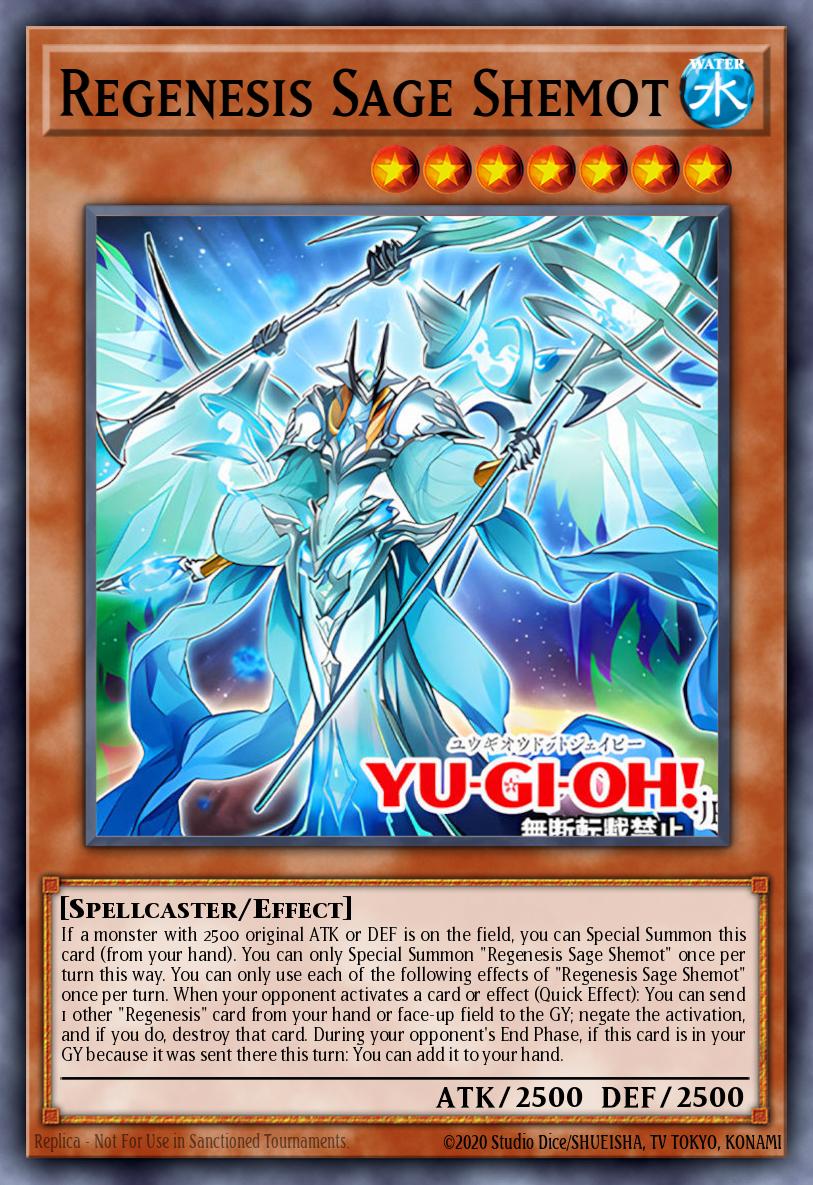 Regenesis Sage Shemot
WATER
水
ユウギオウドットジェイピー
YU-GI-OH!
無断転載禁止
[Spellcaster/Effect]
If a monster with 2500 original ATK or DEF is on the field, you can Special Summon this
card (from your hand). You can only Special Summon "Regenesis Sage Shemot" once per
turn this way. You can only use each of the following effects of "Regenesis Sage Shemot"
once per turn. When your opponent activates a card or effect (Quick Effect): You can send
1 other "Regenesis" card from your hand or face-up field to the GY; negate the activation,
and if you do, destroy that card. During your opponent's End Phase, if this card is in your
GY because it was sent there this turn: You can add it to your hand.
ATK/2500 DEF/2500
Replica - Not For Use in Sanctioned Tournaments.
©2020 Studio Dice/SHUEISHA, TV TOKYO, KONAMI